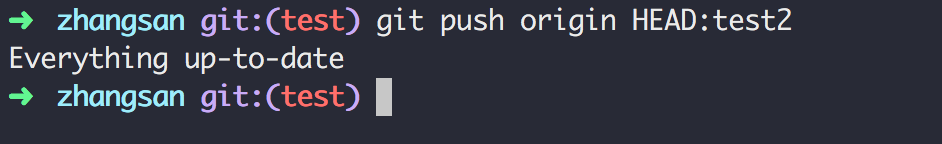 ➜ zhangsan git:(test) git push origin HEAD:test2
Everything up-to-date
➜ zhangsan git:(test)